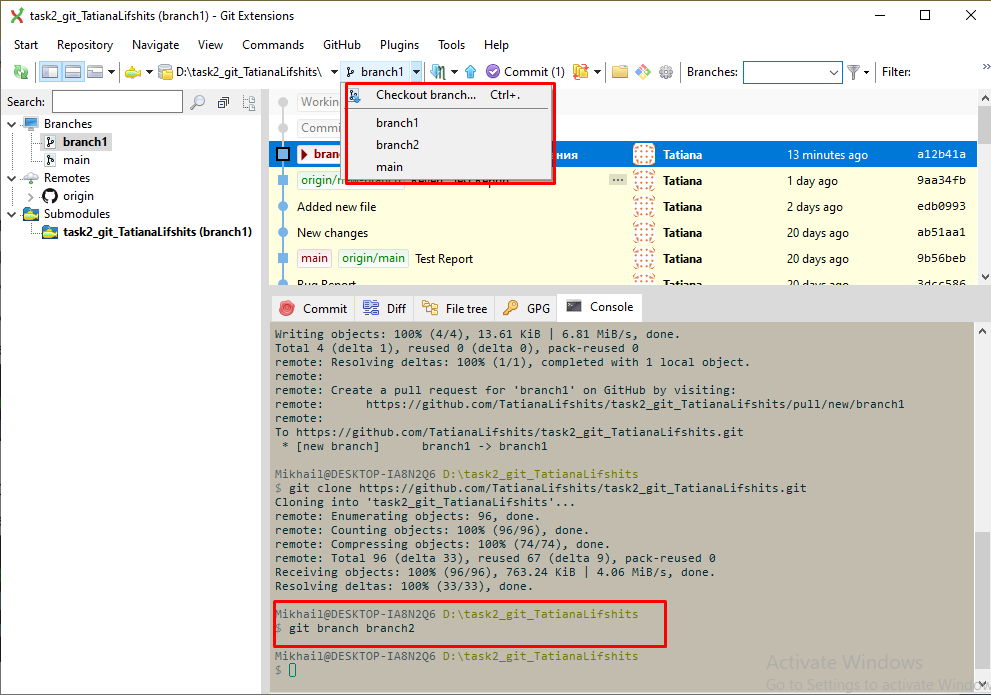 task2_git_TatianaLifshits (branch1) - Git Extensions
Start Repository Navigate View Commands GitHub Plugins Tools Help
D:\task2_git_TatianaLifshits\ branch1 Commit (1) Branches: Filter:
Search:
Branches
branch1
main
Remotes
origin
Submodules
task2_git_TatianaLifshits (branch1)
Checkout branch... Ctrl+.
branch1
branch2
main
ния Tatiana 13 minutes ago a12b41a
Tatiana 1 day ago 9aa34fb
Added new file Tatiana 2 days ago edb0993
New changes Tatiana 20 days ago ab51aa1
main origin/main Test Report Tatiana 20 days ago 9b56beb
Bug Report Tatiana 20 days ago 3dcc586
Commit Diff File tree GPG Console
Writing objects: 100% (4/4), 13.61 KiB | 6.81 MiB/s, done.
Total 4 (delta 1), reused 0 (delta 0), pack-reused 0
remote: Resolving deltas: 100% (1/1), completed with 1 local object.
remote:
remote: Create a pull request for 'branch1' on GitHub by visiting:
remote:      https://github.com/TatianaLifshits/task2_git_TatianaLifshits/pull/new/branch1
remote:
To https://github.com/TatianaLifshits/task2_git_TatianaLifshits.git
 * [new branch]      branch1 -> branch1
Mikhail@DESKTOP-IA8N2Q6 D:\task2_git_TatianaLifshits
$ git clone https://github.com/TatianaLifshits/task2_git_TatianaLifshits.git
Cloning into 'task2_git_TatianaLifshits'...
remote: Enumerating objects: 96, done.
remote: Counting objects: 100% (96/96), done.
remote: Compressing objects: 100% (74/74), done.
remote: Total 96 (delta 33), reused 67 (delta 9), pack-reused 0
Receiving objects: 100% (96/96), 763.24 KiB | 4.06 MiB/s, done.
Resolving deltas: 100% (33/33), done.
Mikhail@DESKTOP-IA8N2Q6 D:\task2_git_TatianaLifshits
$ git branch branch2
Mikhail@DESKTOP-IA8N2Q6 D:\task2_git_TatianaLifshits
$
Activate Windows
Go to Settings to activate Windows